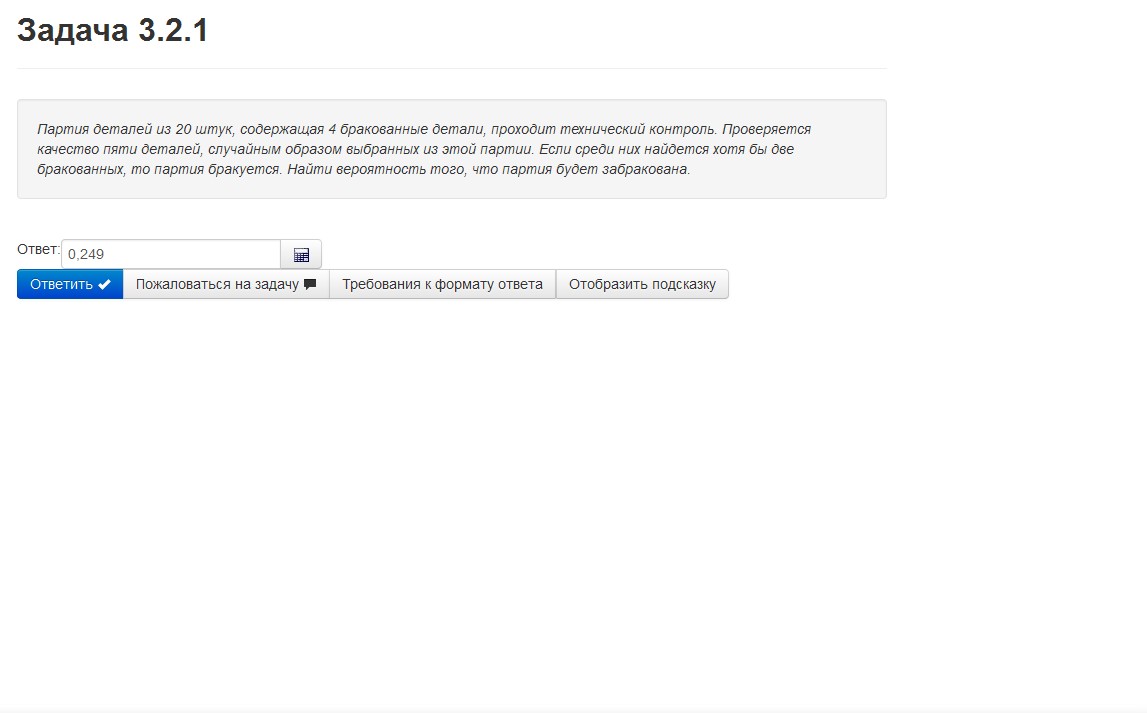 Задача 3.2.1
Партия деталей из 20 штук, содержащая 4 бракованные детали, проходит технический контроль. Проверяется
качество пяти деталей, случайным образом выбранных из этой партии. Если среди них найдется хотя бы две
бракованных, то партия бракуется. Найти вероятность того, что партия будет забракована.
Ответ: 0,249
Ответить Пожаловаться на задачу Требования к формату ответа Отобразить подсказку